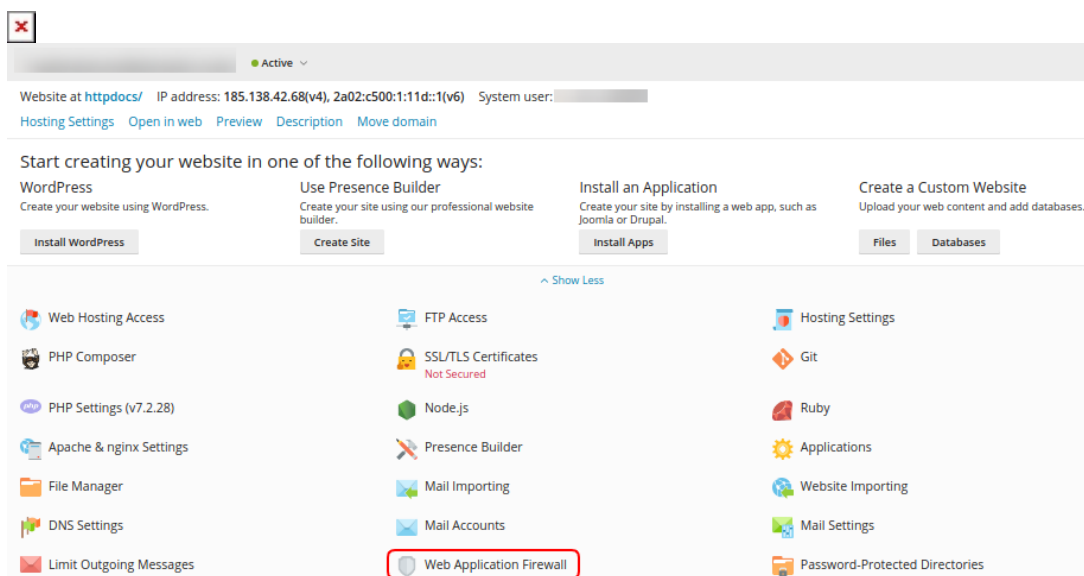 Active
Website at httpdocs/ IP address: 185.138.42.68(v4), 2a02:c500:1:11d::1(v6) System user:
Hosting Settings Open in web Preview Description Move domain
Start creating your website in one of the following ways:
WordPress
Create your website using WordPress.
Install WordPress
Use Presence Builder
Create your site using our professional website
builder.
Create Site
Install an Application
Create your site by installing a web app, such as
Joomla or Drupal.
Install Apps
Create a Custom Website
Upload your web content and add databases.
Files Databases
Show Less
Web Hosting Access FTP Access Hosting Settings
PHP Composer SSL/TLS Certificates Git
Not Secured
php PHP Settings (v7.2.28) Node.js Ruby
Apache & nginx Settings Presence Builder Applications
File Manager Mail Importing Website Importing
DNS Settings Mail Accounts Mail Settings
Limit Outgoing Messages Web Application Firewall Password-Protected Directories